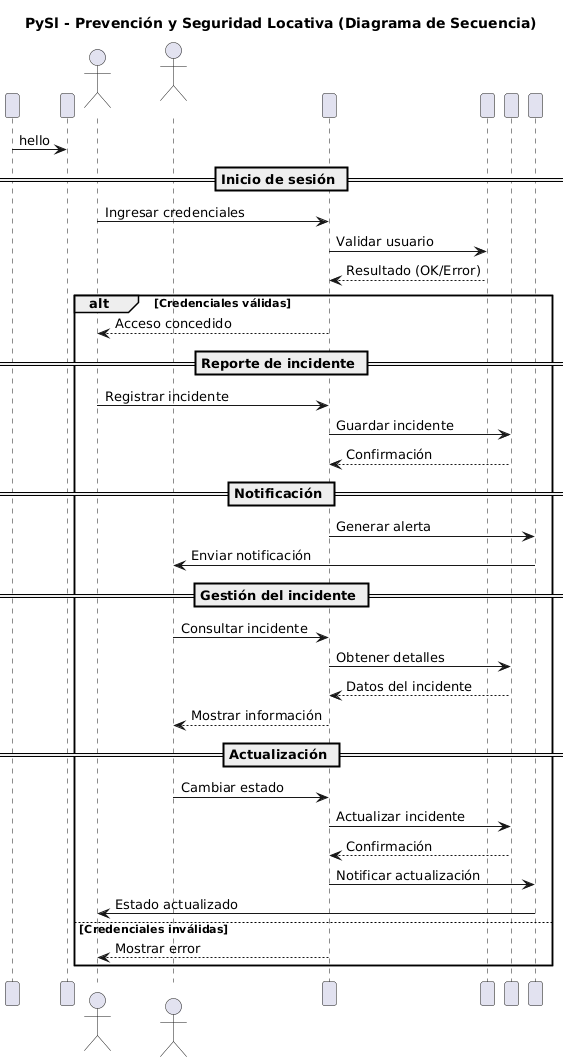 PySI - Prevención y Seguridad Locativa (Diagrama de Secuencia)
hello
Inicio de sesión
Ingresar credenciales
Validar usuario
Resultado (OK/Error)
alt [Credenciales válidas]
Acceso concedido
Reporte de incidente
Registrar incidente
Guardar incidente
Confirmación
Notificación
Generar alerta
Enviar notificación
Gestión del incidente
Consultar incidente
Obtener detalles
Datos del incidente
Mostrar información
Actualización
Cambiar estado
Actualizar incidente
Confirmación
Notificar actualización
Estado actualizado
[Credenciales inválidas]
Mostrar error